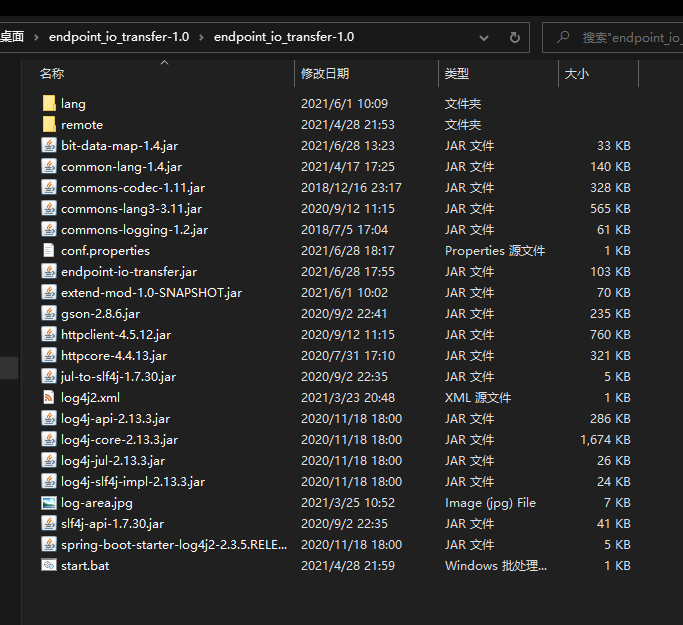 桌面 › endpoint_io_transfer-1.0 › endpoint_io_transfer-1.0 搜索"endpoint_io_
名称 修改日期 类型 大小
lang 2021/6/1 10:09 文件夹
remote 2021/4/28 21:53 文件夹
bit-data-map-1.4.jar 2021/6/28 13:23 JAR 文件 33 KB
common-lang-1.4.jar 2021/4/17 17:25 JAR 文件 140 KB
commons-codec-1.11.jar 2018/12/16 23:17 JAR 文件 328 KB
commons-lang3-3.11.jar 2020/9/12 11:15 JAR 文件 565 KB
commons-logging-1.2.jar 2018/7/5 17:04 JAR 文件 61 KB
conf.properties 2021/6/28 18:17 Properties 源文件 1 KB
endpoint-io-transfer.jar 2021/6/28 17:55 JAR 文件 103 KB
extend-mod-1.0-SNAPSHOT.jar 2021/6/1 10:02 JAR 文件 70 KB
gson-2.8.6.jar 2020/9/2 22:41 JAR 文件 235 KB
httpclient-4.5.12.jar 2020/9/12 11:15 JAR 文件 760 KB
httpcore-4.4.13.jar 2020/7/31 17:10 JAR 文件 321 KB
jul-to-slf4j-1.7.30.jar 2020/9/2 22:35 JAR 文件 5 KB
log4j2.xml 2021/3/23 20:48 XML 源文件 1 KB
log4j-api-2.13.3.jar 2020/11/18 18:00 JAR 文件 286 KB
log4j-core-2.13.3.jar 2020/11/18 18:00 JAR 文件 1,674 KB
log4j-jul-2.13.3.jar 2020/11/18 18:00 JAR 文件 26 KB
log4j-slf4j-impl-2.13.3.jar 2020/11/18 18:00 JAR 文件 24 KB
log-area.jpg 2021/3/25 10:52 Image (jpg) File 7 KB
slf4j-api-1.7.30.jar 2020/9/2 22:35 JAR 文件 41 KB
spring-boot-starter-log4j2-2.3.5.RELE... 2020/11/18 18:00 JAR 文件 5 KB
start.bat 2021/4/28 21:59 Windows 批处理... 1 KB